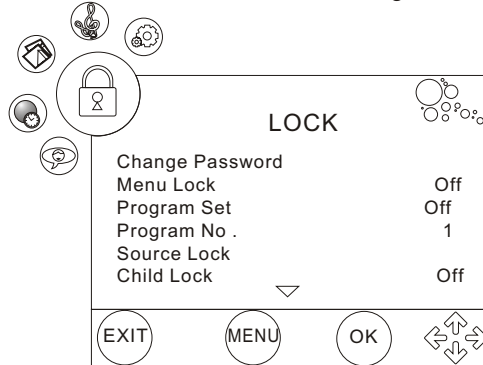 LOCK
Change Password
Menu Lock Off
Program Set Off
Program No . 1
Source Lock
Child Lock Off
EXIT MENU OK